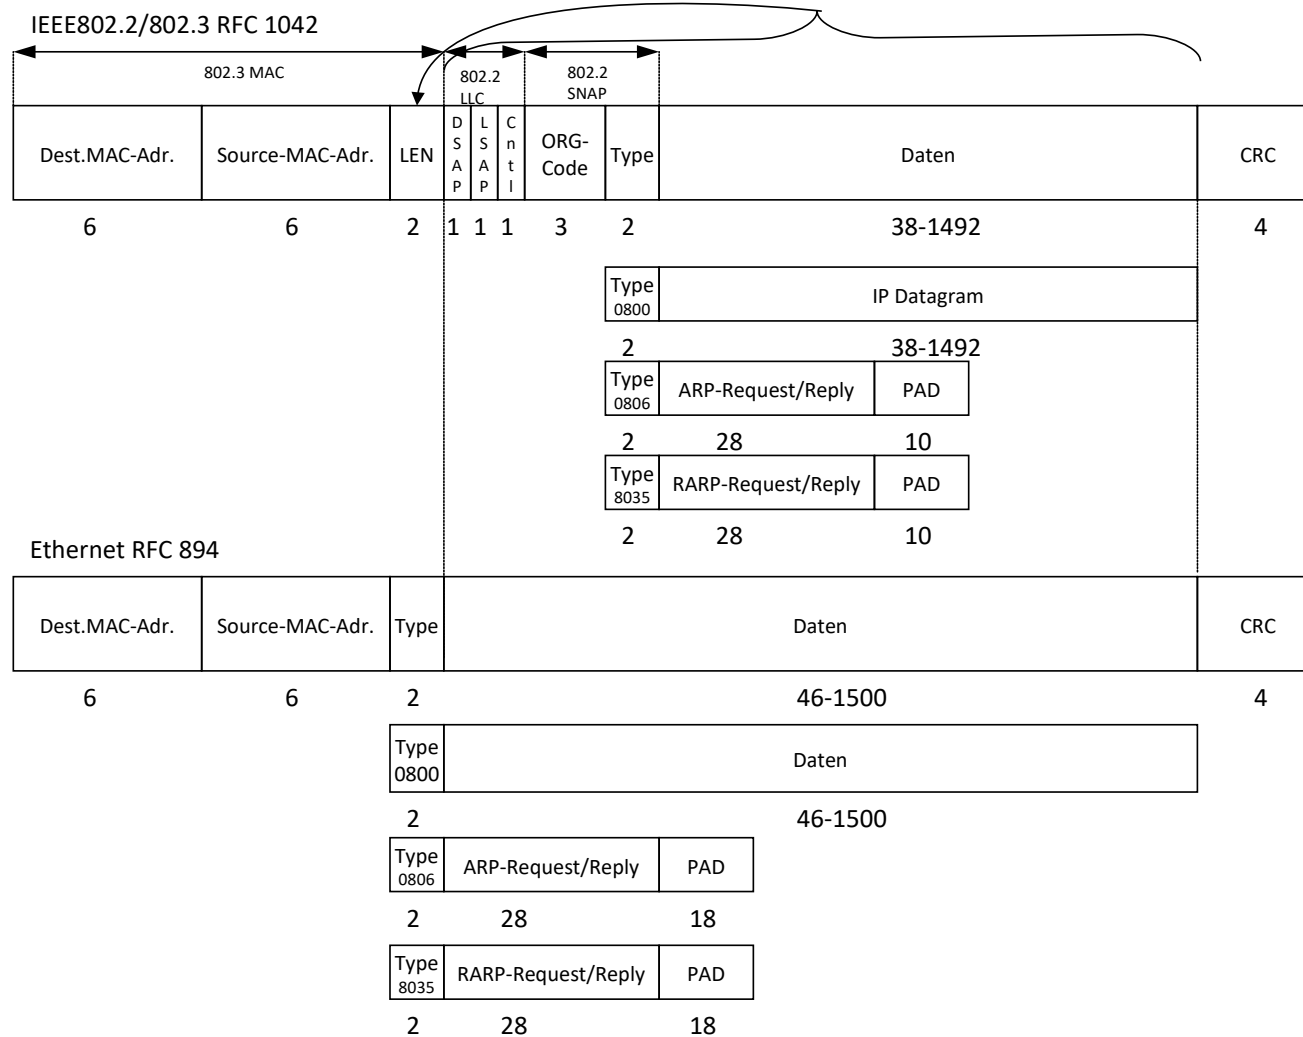 IEEE802.2/802.3 RFC 1042
802.3 MAC
802.2
LLC
802.2
SNAP
Dest.MAC-Adr.
Source-MAC-Adr.
LEN
DSAP
LSAP
Cntl
ORG-
Code
Type
Daten
CRC
6 6 2 1 1 1 3 2 38-1492 4
Type
0800
IP Datagram
2 38-1492
Type
0806
ARP-Request/Reply
PAD
2 28 10
Type
8035
RARP-Request/Reply
PAD
2 28 10
Ethernet RFC 894
Dest.MAC-Adr.
Source-MAC-Adr.
Type
Daten
CRC
6 6 2 46-1500 4
Type
0800
Daten
2 46-1500
Type
0806
ARP-Request/Reply
PAD
2 28 18
Type
8035
RARP-Request/Reply
PAD
2 28 18